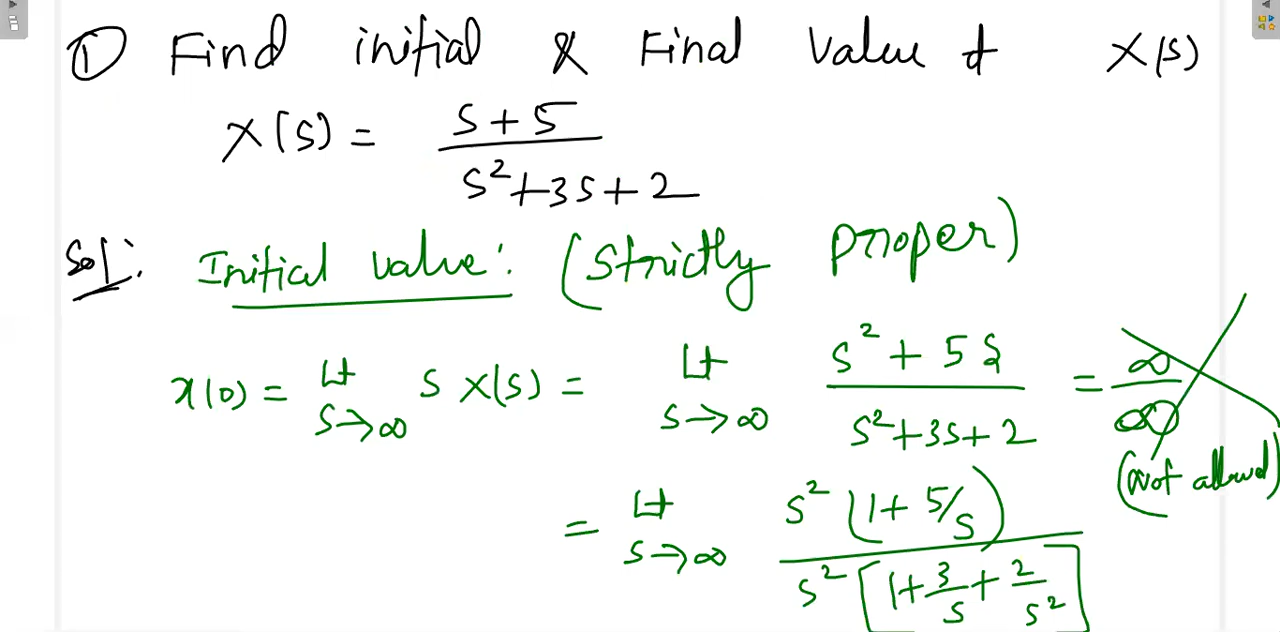 ① Find initial & Final Value of X(s)
X(s) = (s+5)/(s²+3s+2)
Sol: Initial value: (Strictly proper)
x(0) = Lt s→∞ s X(s) = Lt s→∞ (s²+5s)/(s²+3s+2) = ∞/∞
(Not allowed)
= Lt s→∞ s²(1+5/s)/s²[1+3/s+2/s²]